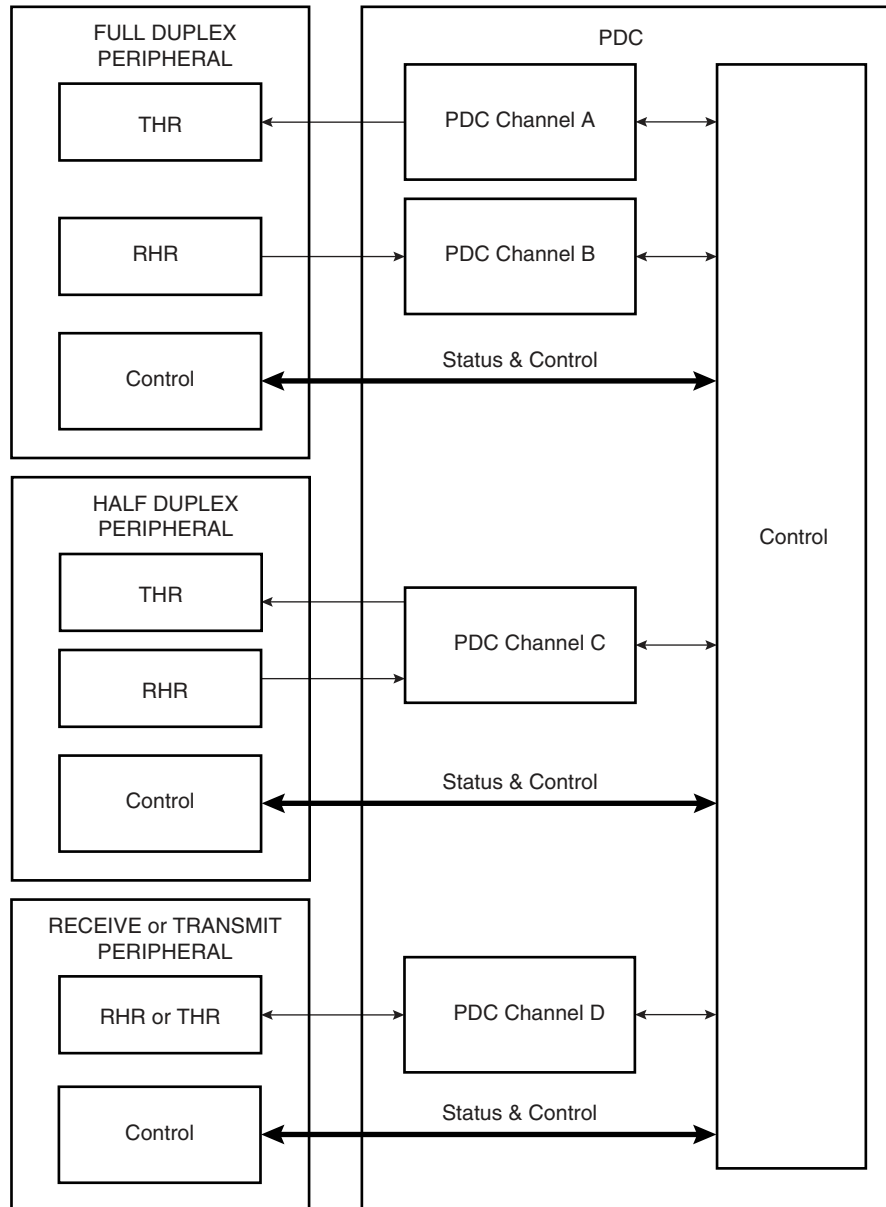 FULL DUPLEX
PERIPHERAL
THR
RHR
Control
PDC
PDC Channel A
PDC Channel B
Status & Control
HALF DUPLEX
PERIPHERAL
THR
RHR
Control
PDC Channel C
Status & Control
Control
RECEIVE or TRANSMIT
PERIPHERAL
RHR or THR
Control
PDC Channel D
Status & Control